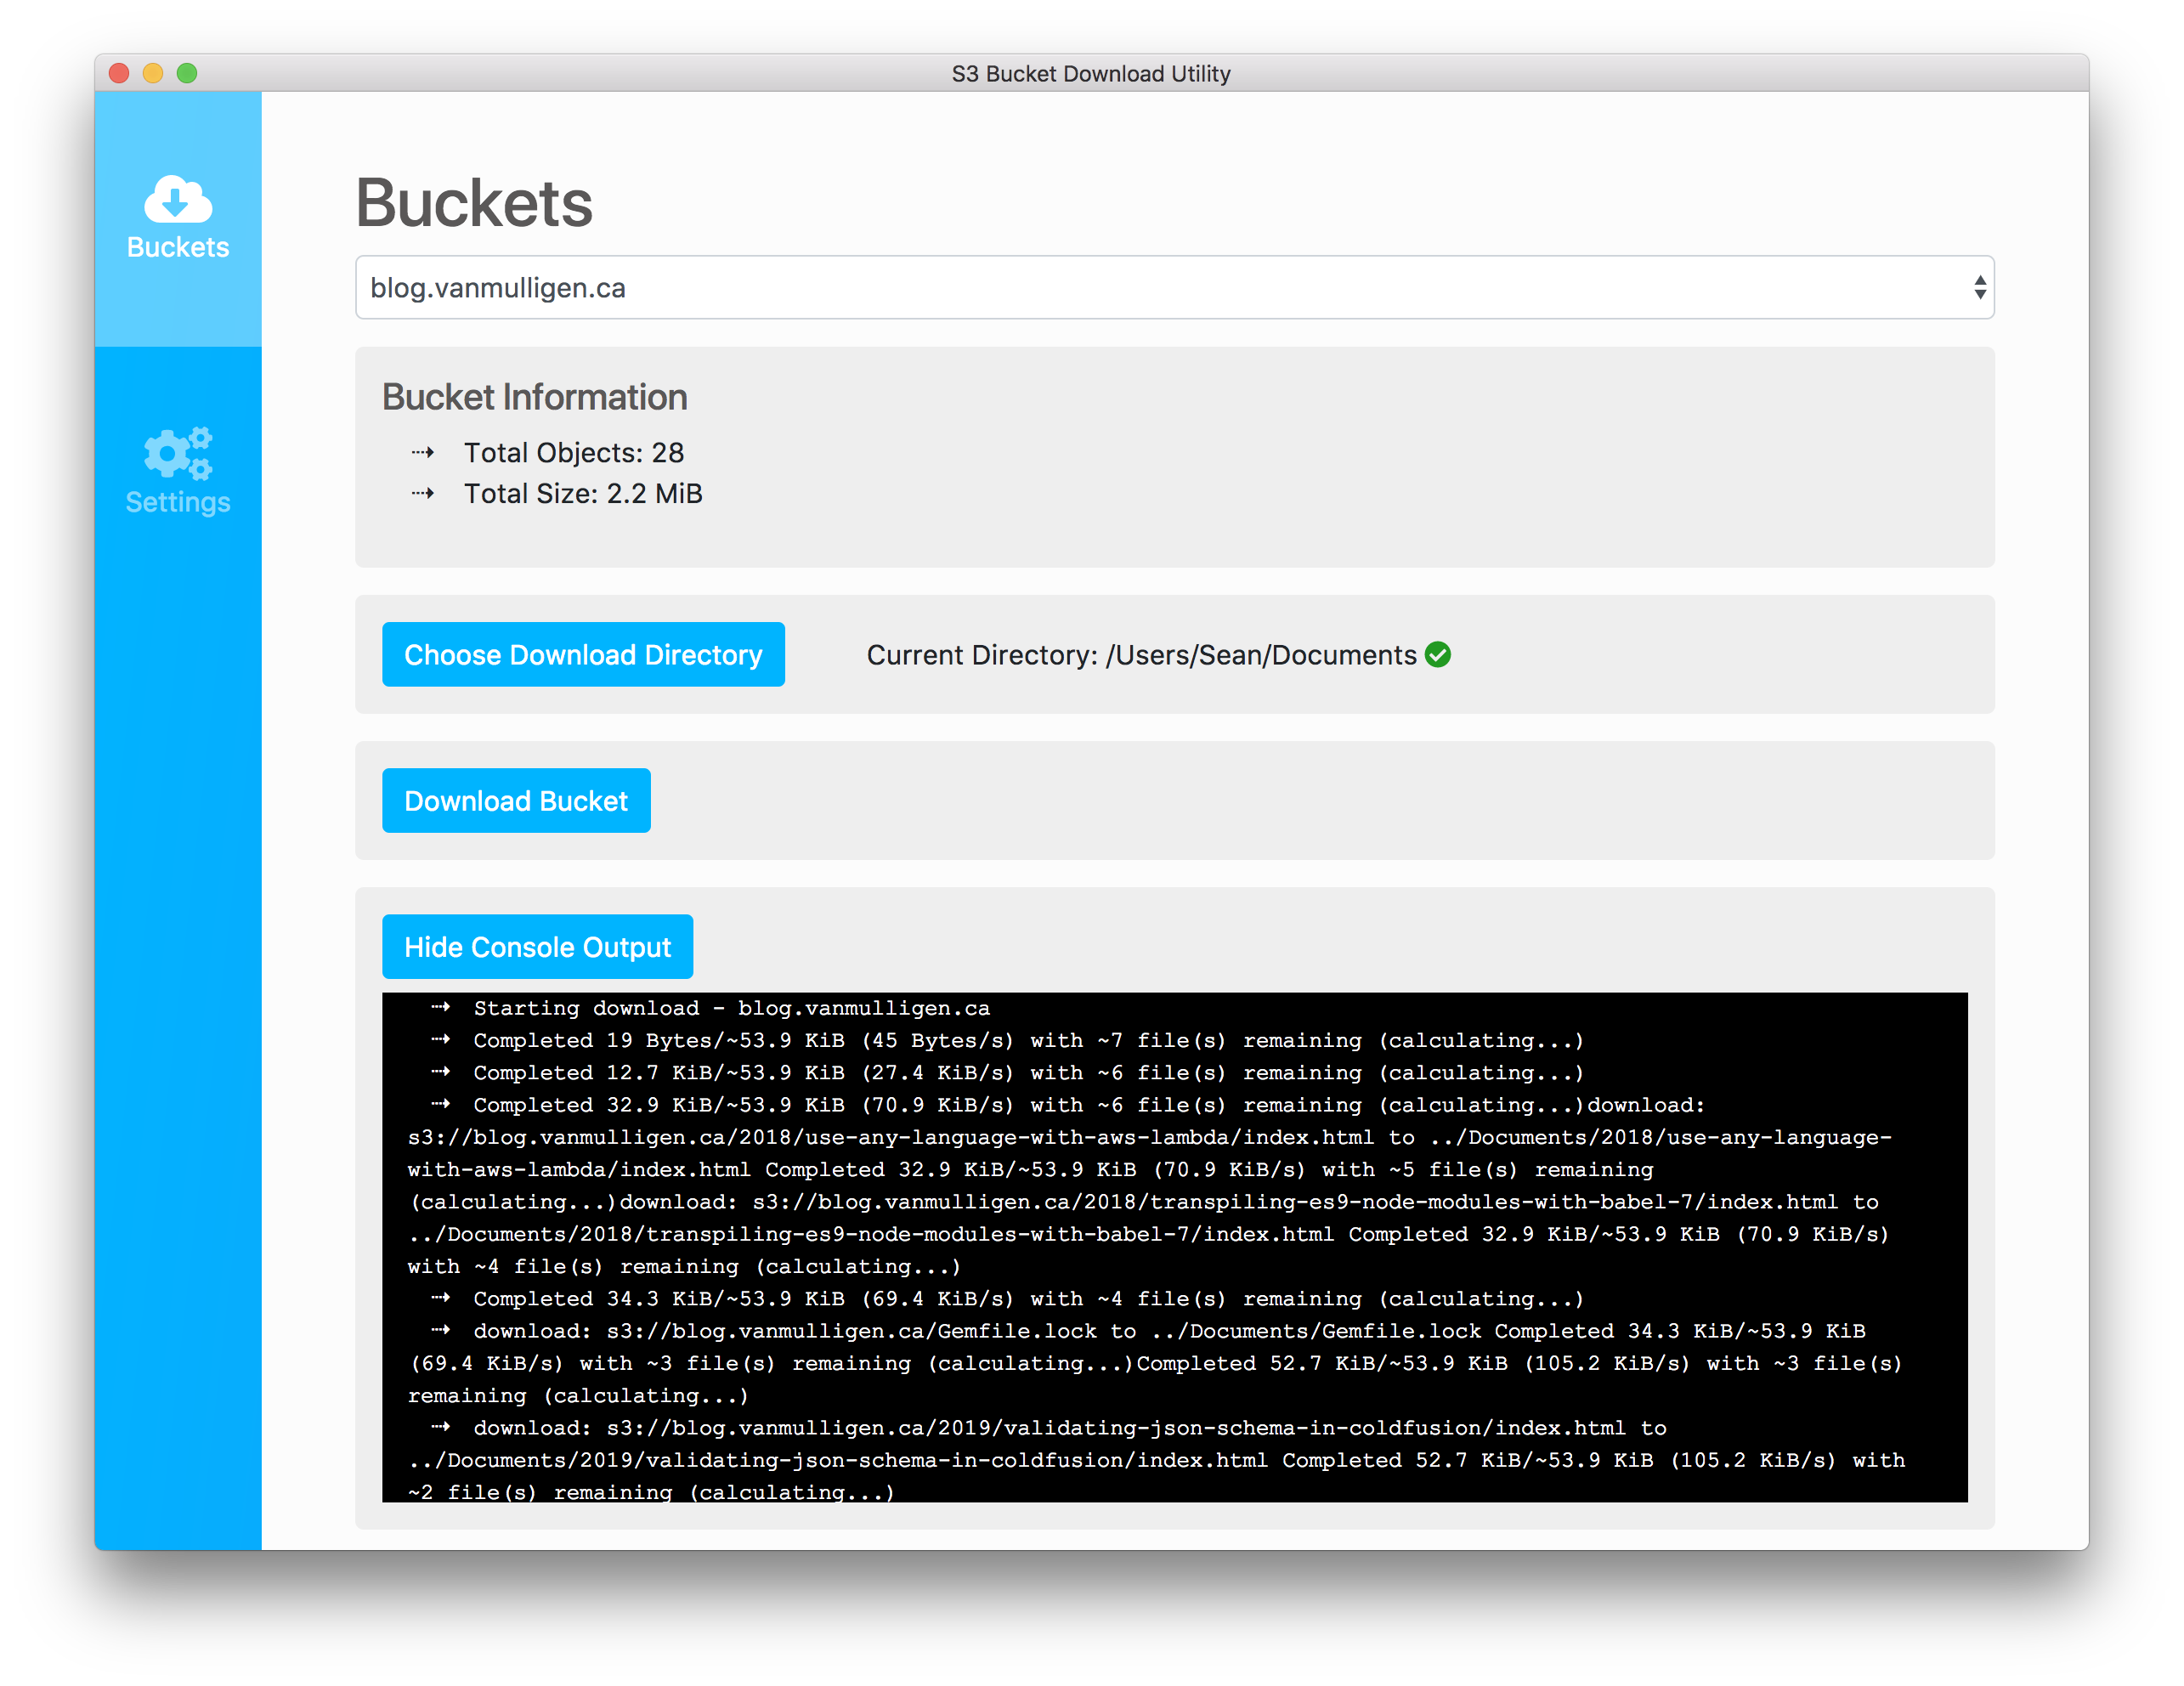 S3 Bucket Download Utility
Buckets
Settings
Buckets
blog.vanmulligen.ca
Bucket Information
⇢ Total Objects: 28
⇢ Total Size: 2.2 MiB
Choose Download Directory
Current Directory: /Users/Sean/Documents
Download Bucket
Hide Console Output
⇢ Starting download - blog.vanmulligen.ca
⇢ Completed 19 Bytes/~53.9 KiB (45 Bytes/s) with ~7 file(s) remaining (calculating...)
⇢ Completed 12.7 KiB/~53.9 KiB (27.4 KiB/s) with ~6 file(s) remaining (calculating...)
⇢ Completed 32.9 KiB/~53.9 KiB (70.9 KiB/s) with ~6 file(s) remaining (calculating...)download:
s3://blog.vanmulligen.ca/2018/use-any-language-with-aws-lambda/index.html to ../Documents/2018/use-any-language-
with-aws-lambda/index.html Completed 32.9 KiB/~53.9 KiB (70.9 KiB/s) with ~5 file(s) remaining
(calculating...)download: s3://blog.vanmulligen.ca/2018/transpiling-es9-node-modules-with-babel-7/index.html to
../Documents/2018/transpiling-es9-node-modules-with-babel-7/index.html Completed 32.9 KiB/~53.9 KiB (70.9 KiB/s)
with ~4 file(s) remaining (calculating...)
⇢ Completed 34.3 KiB/~53.9 KiB (69.4 KiB/s) with ~4 file(s) remaining (calculating...)
⇢ download: s3://blog.vanmulligen.ca/Gemfile.lock to ../Documents/Gemfile.lock Completed 34.3 KiB/~53.9 KiB
(69.4 KiB/s) with ~3 file(s) remaining (calculating...)Completed 52.7 KiB/~53.9 KiB (105.2 KiB/s) with ~3 file(s)
remaining (calculating...)
⇢ download: s3://blog.vanmulligen.ca/2019/validating-json-schema-in-coldfusion/index.html to
../Documents/2019/validating-json-schema-in-coldfusion/index.html Completed 52.7 KiB/~53.9 KiB (105.2 KiB/s) with
~2 file(s) remaining (calculating...)